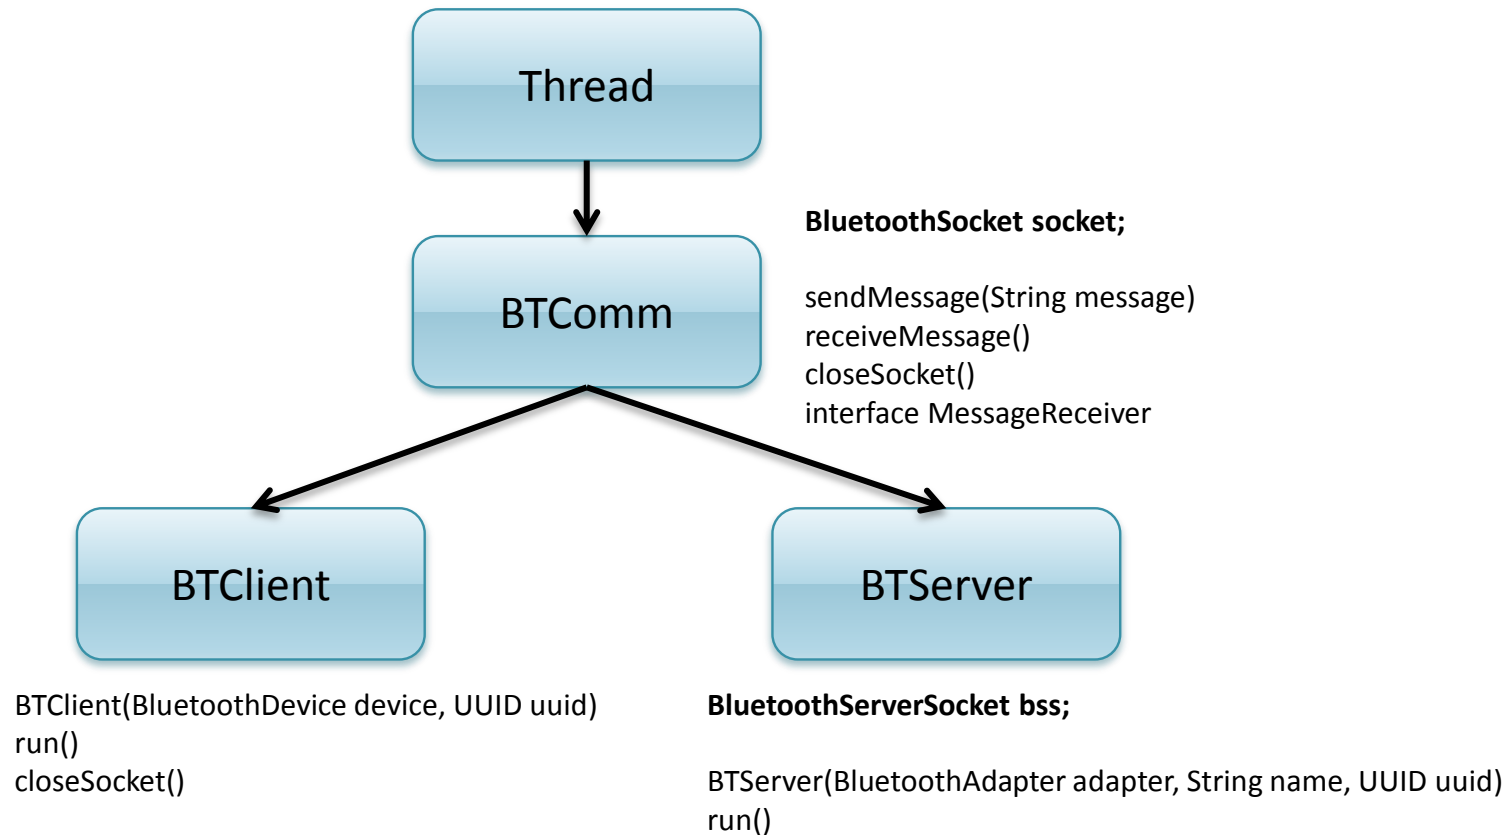 Thread
BluetoothSocket socket;
BTComm
sendMessage(String message)
receiveMessage()
closeSocket()
interface MessageReceiver
BTClient
BTServer
BTClient(BluetoothDevice device, UUID uuid)
run()
closeSocket()
BluetoothServerSocket bss;
BTServer(BluetoothAdapter adapter, String name, UUID uuid)
run()